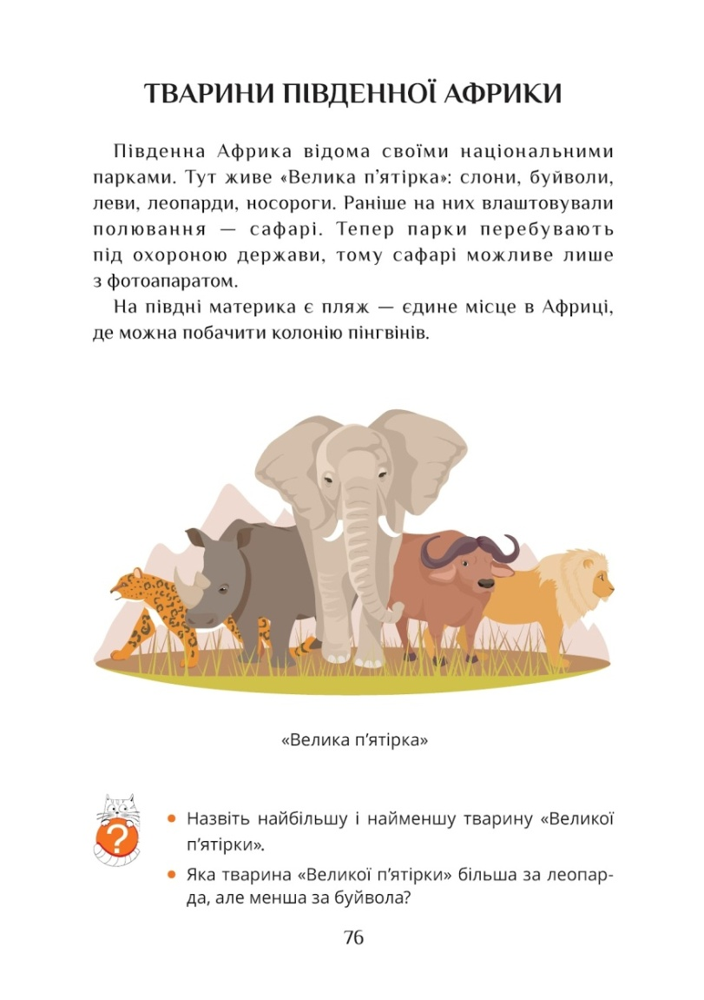 ТВАРИНИ ПІВДЕННОЇ АФРИКИ
Південна Африка відома своїми національними
парками. Тут живе «Велика п’ятірка»: слони, буйволи,
леви, леопарди, носороги. Раніше на них влаштовували
полювання — сафарі. Тепер парки перебувають
під охороною держави, тому сафарі можливе лише
з фотоапаратом.
На півдні материка є пляж — єдине місце в Африці,
де можна побачити колонію пінгвінів.
«Велика п’ятірка»
?
• Назвіть найбільшу і найменшу тварину «Великої
п’ятірки».
• Яка тварина «Великої п’ятірки» більша за леопар-
да, але менша за буйвола?
76